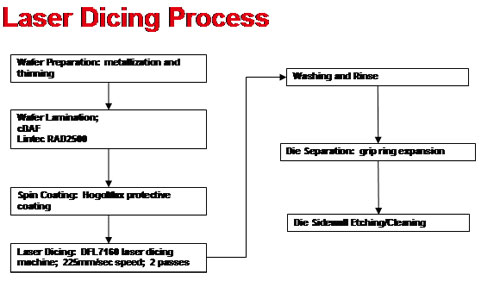 Laser Dicing Process
Wafer Preparation: metallization and
thinning
Wafer Lamination;
cDAF
Lintec RAD2500
Spin Coating: HogoMax protective
coating
Laser Dicing: DFL7160 laser dicing
machine; 225mm/sec speed; 2 passes
Washing and Rinse
Die Separation: grip ring expansion
Die Sidewall Etching/Cleaning